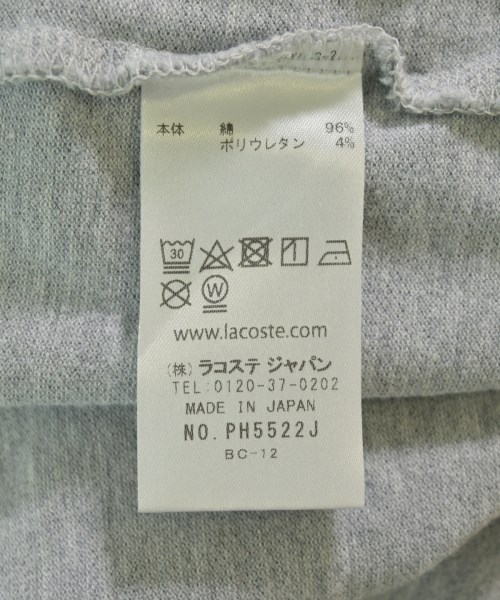 本体 綿 96%
ポリウレタン 4%
30
W
www.lacoste.com
(株) ラコステ ジャパン
TEL:0120-37-0202
MADE IN JAPAN
NO. PH5522J
BC-12